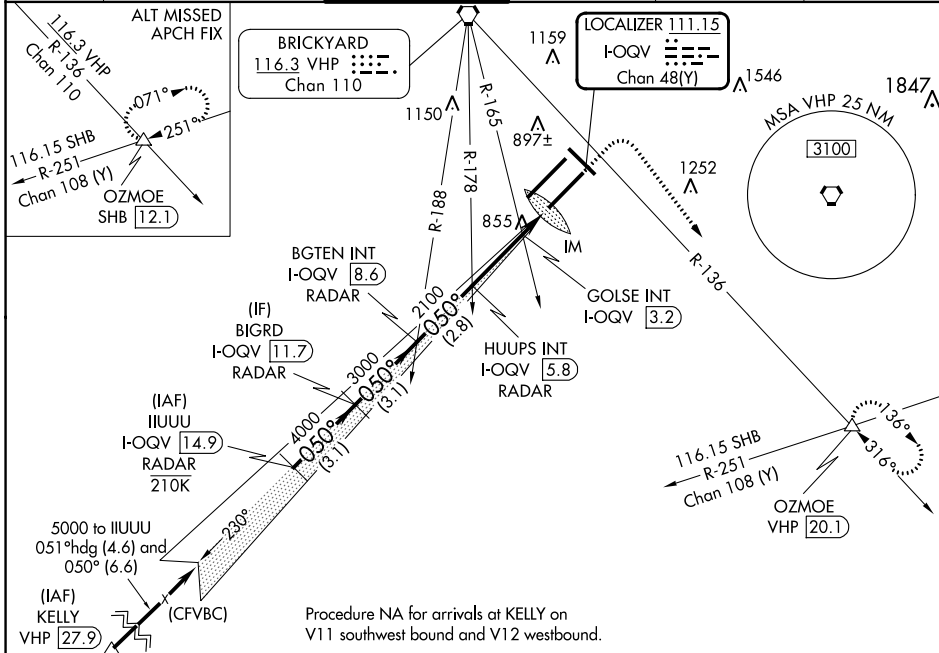 ALT MISSED
APCH FIX
116.3 VHP
R-136
Chan 110
071°
251°
116.15 SHB
R-251
Chan 108 (Y)
OZMOE
SHB 12.1
BRICKYARD
116.3 VHP
Chan 110
LOCALIZER 111.15
I-OQV
Chan 48(Y)
1159
1546
1847
1150
897±
1252
855
MSA VHP 25 NM
3100
R-165
R-178
R-188
R-136
IM
BGTEN INT
I-OQV 8.6
RADAR
GOLSE INT
I-OQV 3.2
HUUPS INT
I-OQV 5.8
RADAR
(IF)
BIGRD
I-OQV 11.7
RADAR
2100
050°
(2.8)
3000
050°
(3.1)
4000
050°
(3.1)
(IAF)
IIUUU
I-OQV 14.9
RADAR
210K
230°
5000 to IIUUU
051°hdg (4.6) and
050° (6.6)
(IAF)
KELLY
VHP 27.9
(CFVBC)
136°
316°
116.15 SHB
R-251
Chan 108 (Y)
OZMOE
VHP 20.1
Procedure NA for arrivals at KELLY on
V11 southwest bound and V12 westbound.